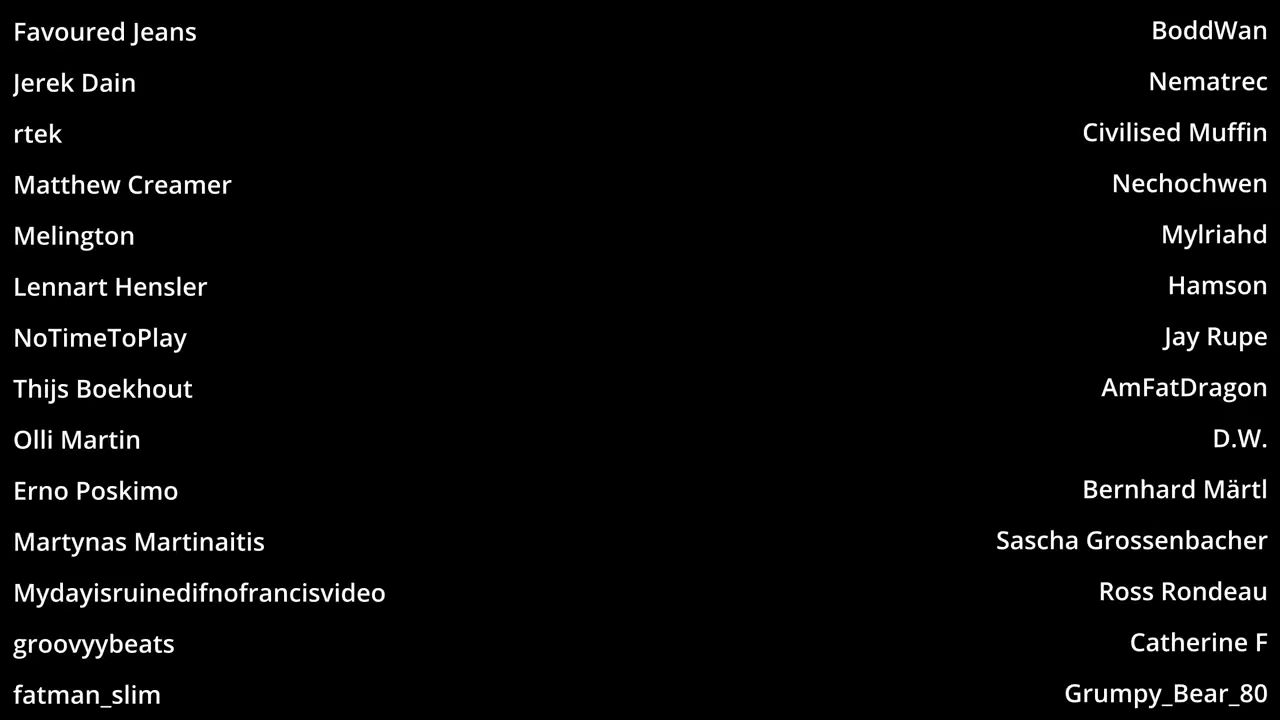 Favoured Jeans
Jerek Dain
rtek
Matthew Creamer
Melington
Lennart Hensler
NoTimeToPlay
Thijs Boekhout
Olli Martin
Erno Poskimo
Martynas Martinaitis
Mydayisruinedifnofrancisvideo
groovyybeats
fatman_slim
BoddWan
Nematrec
Civilised Muffin
Nechochwen
Mylriahd
Hamson
Jay Rupe
AmFatDragon
D.W.
Bernhard Märtl
Sascha Grossenbacher
Ross Rondeau
Catherine F
Grumpy_Bear_80